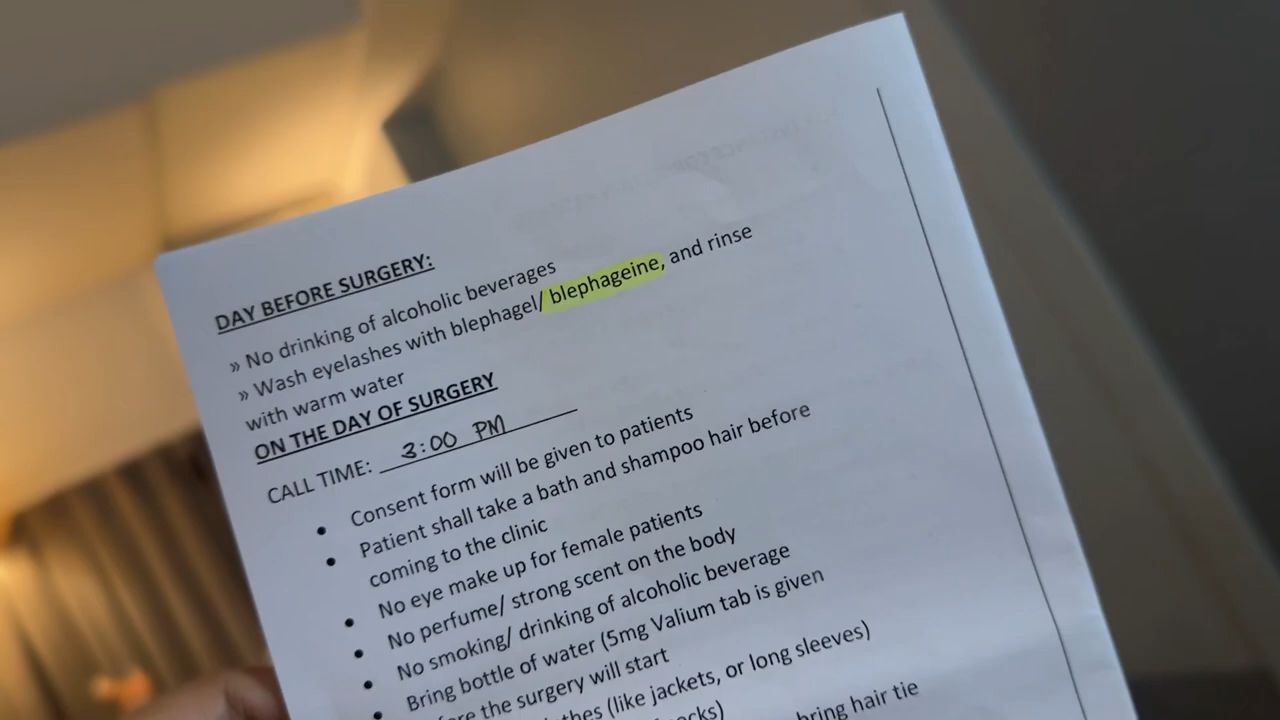 DAY BEFORE SURGERY:
» No drinking of alcoholic beverages
» Wash eyelashes with blephagel/ blephageine, and rinse
with warm water
ON THE DAY OF SURGERY
CALL TIME: 3:00 PM
• Consent form will be given to patients
• Patient shall take a bath and shampoo hair before
coming to the clinic
• No eye make up for female patients
• No perfume/ strong scent on the body
• No smoking/ drinking of alcoholic beverage
• Bring bottle of water (5mg Valium tab is given
the surgery will start
(like jackets, or long sleeves)
bring hair tie